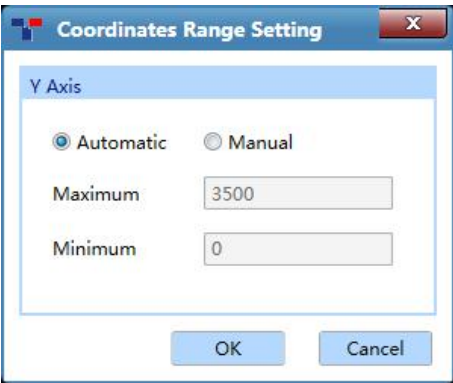 Coordinates Range Setting
Y Axis
Automatic Manual
Maximum 3500
Minimum 0
OK Cancel